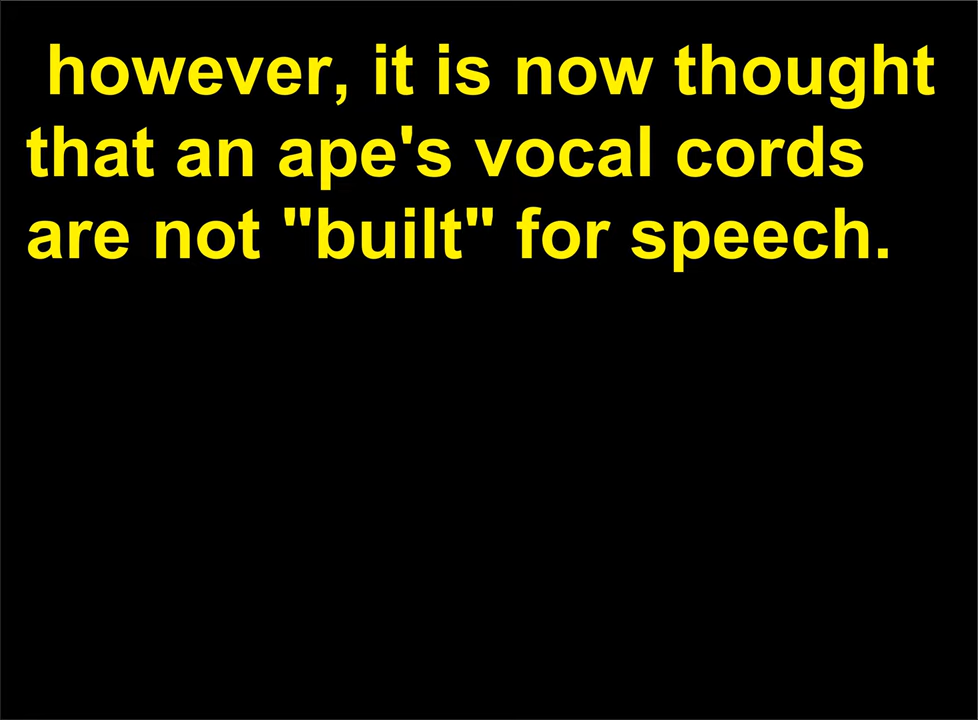 however, it is now thought
that an ape's vocal cords
are not "built" for speech.